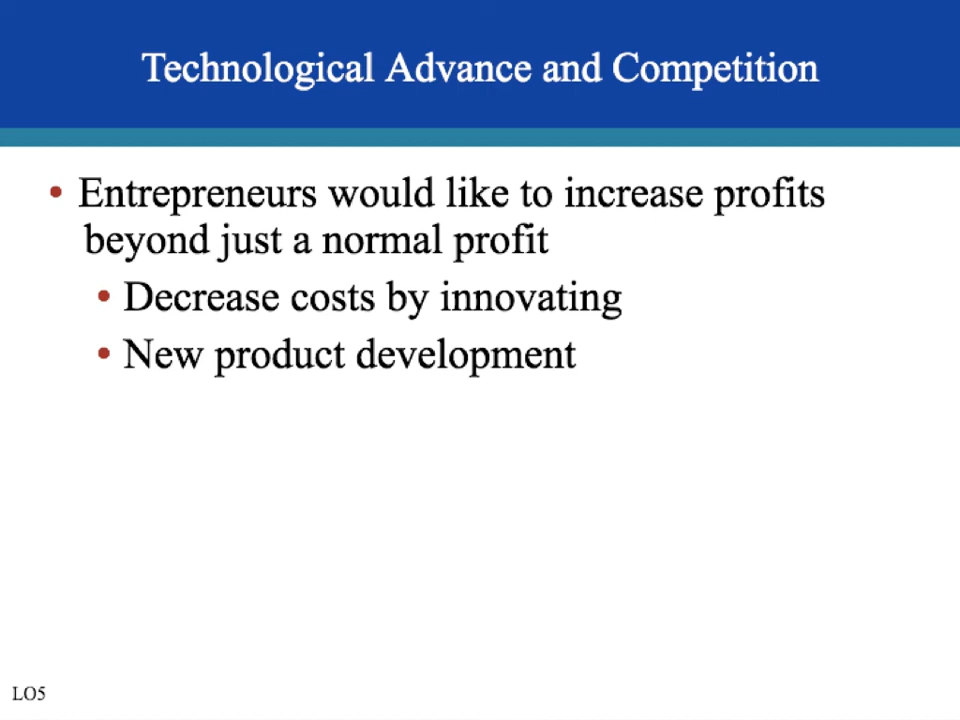 Technological Advance and Competition
• Entrepreneurs would like to increase profits
beyond just a normal profit
• Decrease costs by innovating
• New product development
LO5